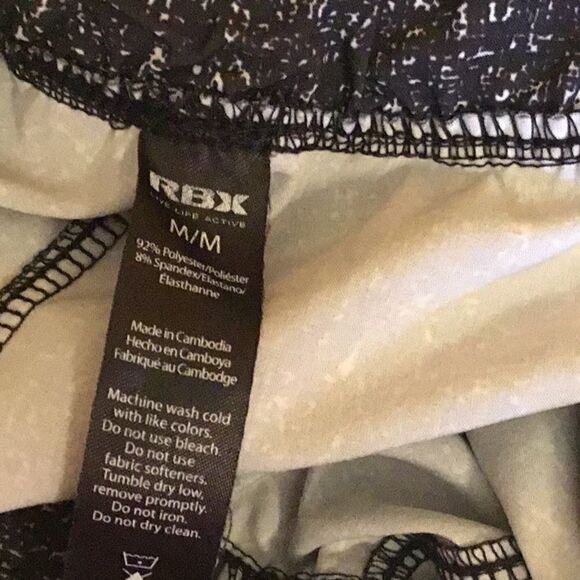 RBX
LIVE LIFE ACTIVE
M/M
92% Polyester/Poliéster
8% Spandex/Elastano/
Élasthanne
Made in Cambodia
Hecho en Camboya
Fabriqué au Cambodge
Machine wash cold
with like colors.
Do not use bleach.
Do not use
fabric softeners.
Tumble dry low,
remove promptly.
Do not iron.
Do not dry clean.